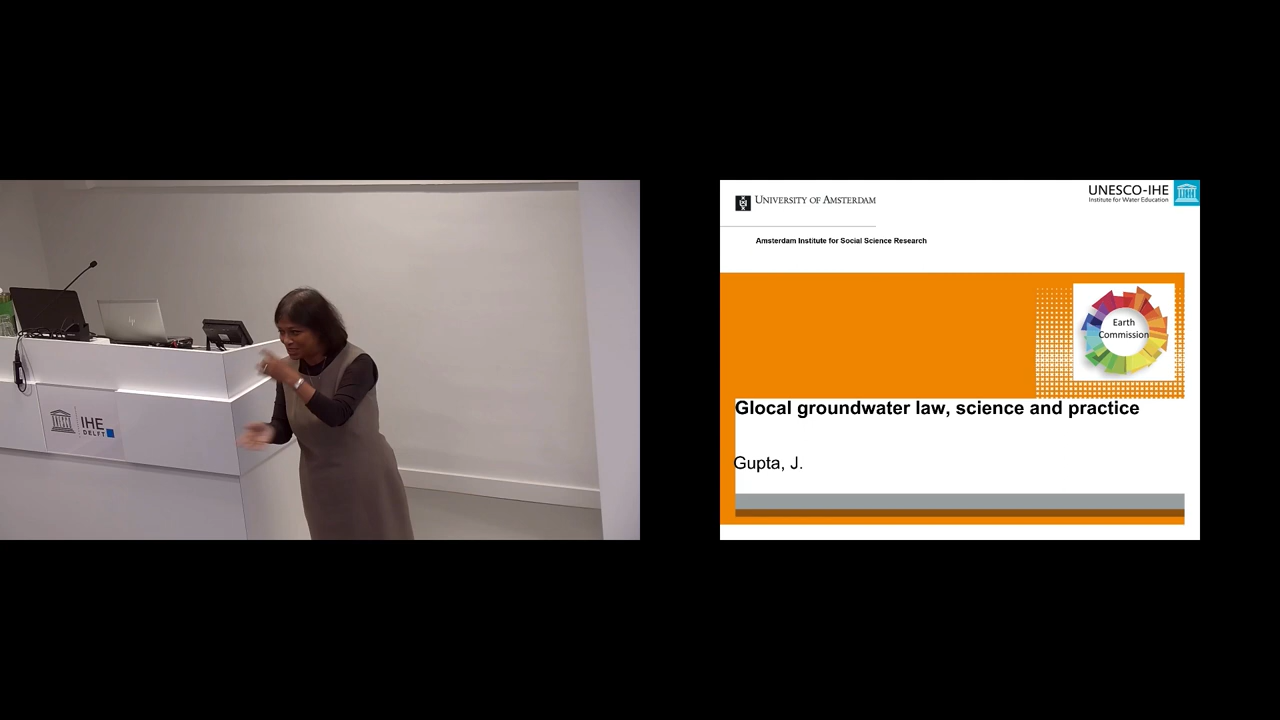 IHE
DELFT
UNIVERSITY OF AMSTERDAM
UNESCO-IHE
Institute for Water Education
Amsterdam Institute for Social Science Research
Earth
Commission
Glocal groundwater law, science and practice
Gupta, J.